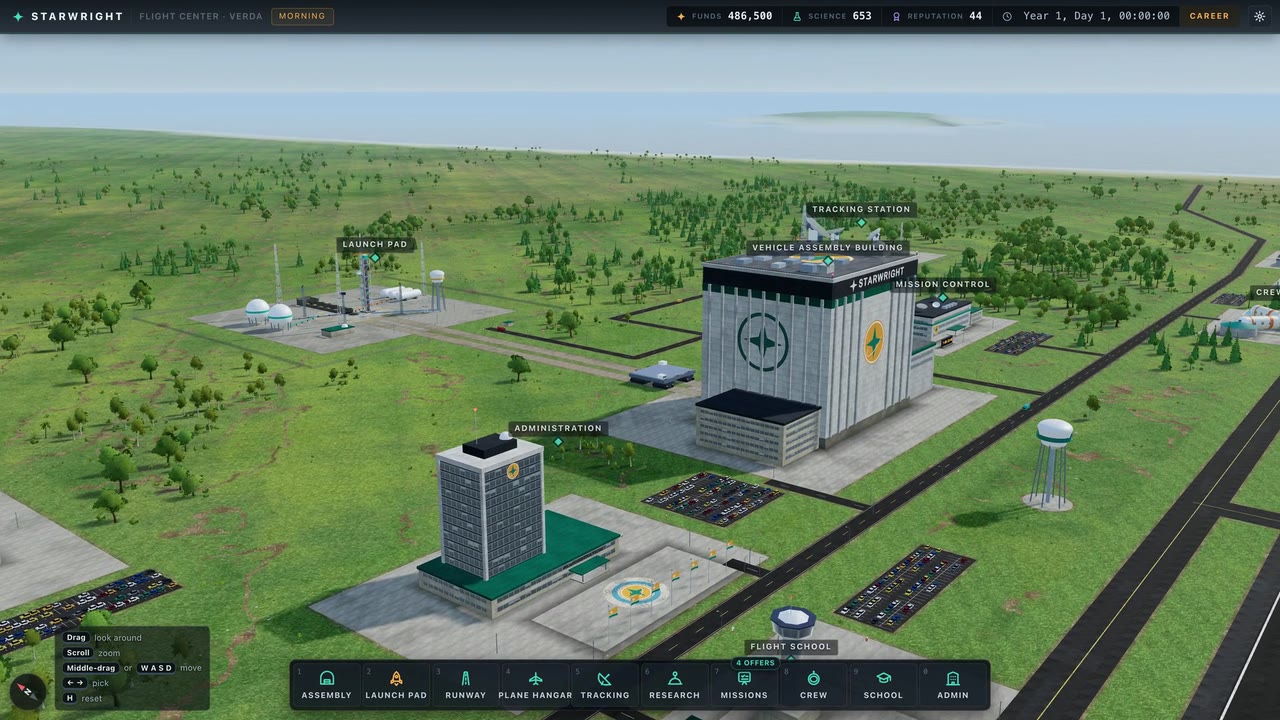 STARWRIGHT FLIGHT CENTER · VERDA MORNING FUNDS 486,500 SCIENCE 653 REPUTATION 44 Year 1, Day 1, 00:00:00 CAREER
TRACKING STATION
LAUNCH PAD
VEHICLE ASSEMBLY BUILDING
STARWRIGHT
MISSION CONTROL
CREW
ADMINISTRATION
FLIGHT SCHOOL
Drag look around
Scroll zoom
Middle-drag or W A S D move
← → pick
H reset
4 OFFERS
1 2 3 4 5 6 7 8 9 0
ASSEMBLY LAUNCH PAD RUNWAY PLANE HANGAR TRACKING RESEARCH MISSIONS CREW SCHOOL ADMIN